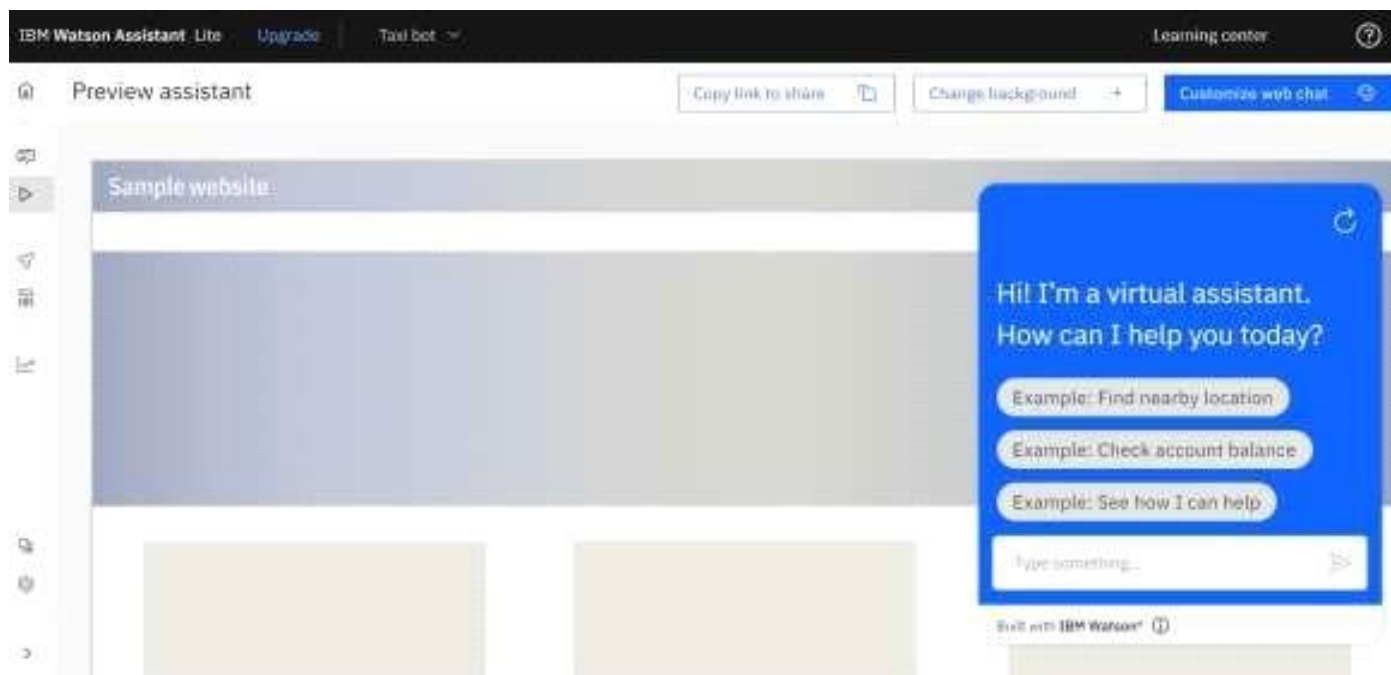 IBM Watson Assistant Lite Upgrade Taxi bot Learning center
Preview assistant Copy link to share Change background Customize web chat
Sample website
Hi! I'm a virtual assistant.
How can I help you today?
Example: Find nearby location
Example: Check account balance
Example: See how I can help
Type something...
Built with IBM Watson®